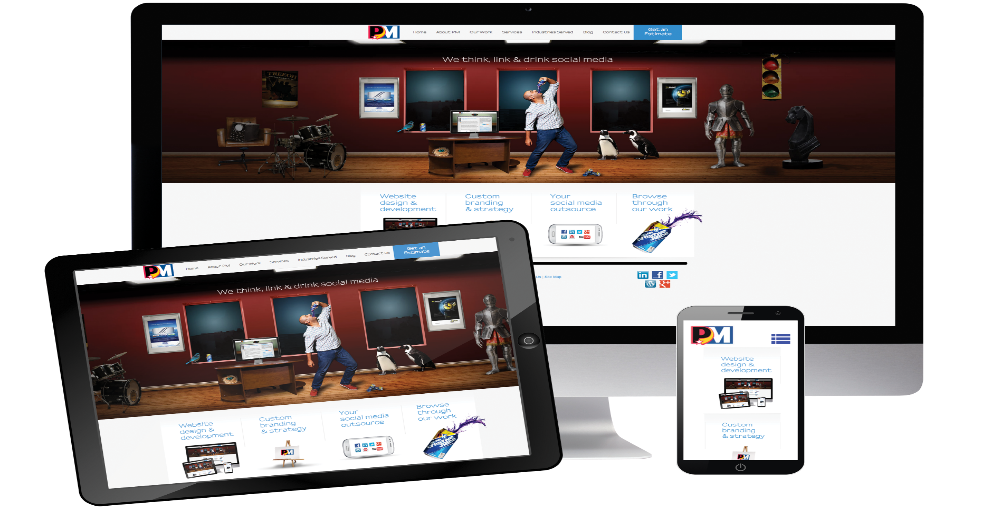 PM
Home About PM Our Work Services Industries Served Blog Contact Us
Get an
Estimate
We think, link & drink social media
Website
design &
development.
Custom
branding
& strategy
Your
social media
outsource
Browse
through
our work
PM
Home About PM Our Work Services Industries Served Blog Contact Us
Get an
Estimate
We think, link & drink social media
Website
design &
development.
Custom
branding
& strategy
Your
social media
outsource
Browse
through
our work
PM
Website
design &
development.
Custom
branding
& strategy